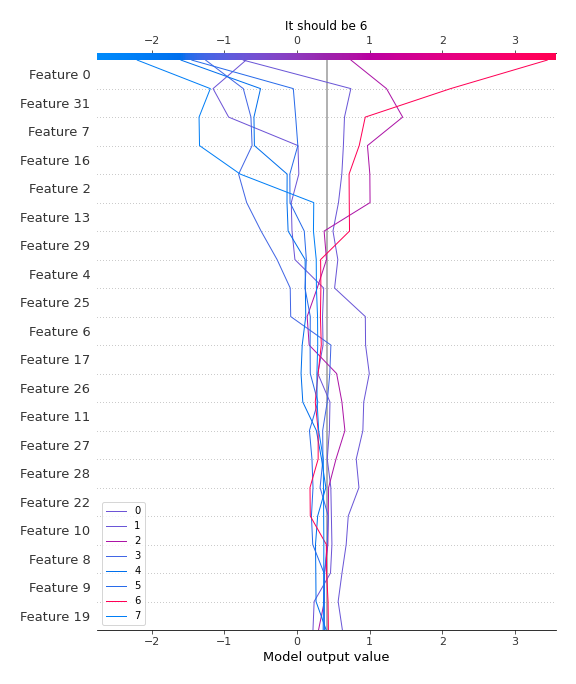 It should be 6
−2 −1 0 1 2 3
Feature 0
Feature 31
Feature 7
Feature 16
Feature 2
Feature 13
Feature 29
Feature 4
Feature 25
Feature 6
Feature 17
Feature 26
Feature 11
Feature 27
Feature 28
Feature 22
Feature 10
Feature 8
Feature 9
Feature 19
0
1
2
3
4
5
6
7
−2 −1 0 1 2 3
Model output value